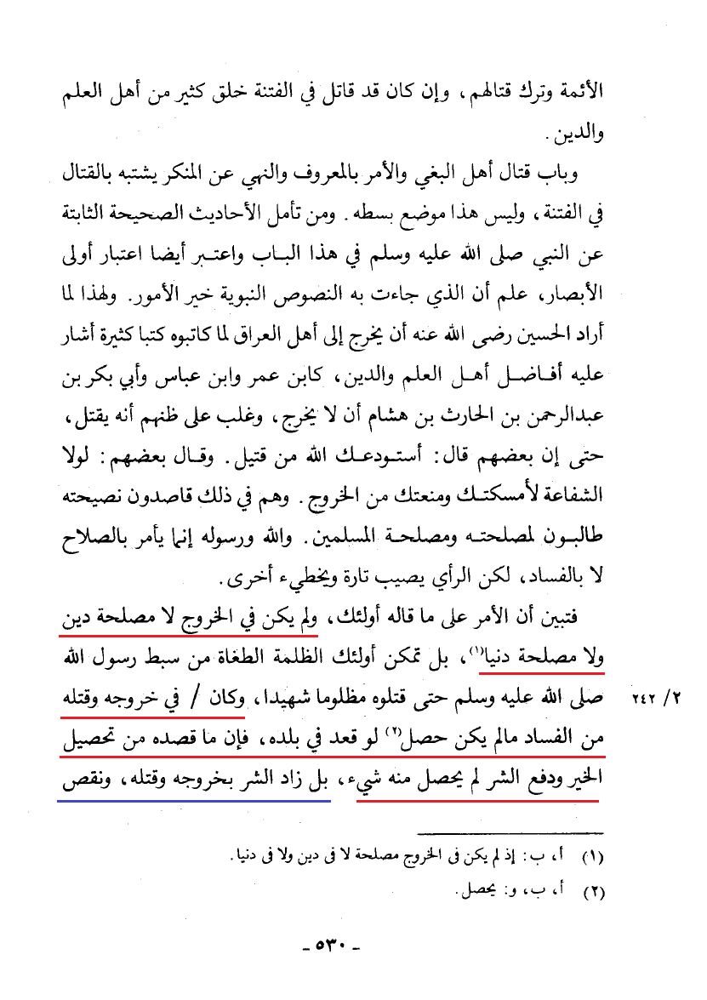 الأئمة وترك قتالهم، وإن كان قد قاتل في الفتنة خلق كثير من أهل العلم
والدين.
وباب قتال أهل البغي والأمر بالمعروف والنهي عن المنكر يشتبه بالقتال
في الفتنة، وليس هذا موضع بسطه. ومن تأمل الأحاديث الصحيحة الثابتة
عن النبي صلى الله عليه وسلم في هذا الباب واعتبر أيضا اعتبار أولى
الأبصار، علم أن الذي جاءت به النصوص النبوية خير الأمور. ولهذا لما
أراد الحسين رضى الله عنه أن يخرج إلى أهل العراق لما كاتبوه كتبا كثيرة أشار
عليه أفاضل أهل العلم والدين، كابن عمر وابن عباس وأبي بكر بن
عبدالرحمن بن الحارث بن هشام أن لا يخرج، وغلب على ظنهم أنه يقتل،
حتى إن بعضهم قال: أستودعك الله من قتيل. وقال بعضهم: لولا
الشفاعة لأمسكتك ومنعتك من الخروج. وهم في ذلك قاصدون نصيحته
طالبون لمصلحته ومصلحة المسلمين. والله ورسوله إنما يأمر بالصلاح
لا بالفساد، لكن الرأي يصيب تارة ويخطيء أخرى.
فتبين أن الأمر على ما قاله أولئك، ولم يكن في الخروج لا مصلحة دين
ولا مصلحة دنيا(١)، بل تمكن أولئك الظلمة الطغاة من سبط رسول الله
صلى الله عليه وسلم حتى قتلوه مظلوما شهيدا، وكان / في خروجه وقتله ٢/ ٢٤٢
من الفساد مالم يكن حصل(٢) لو قعد في بلده، فإن ما قصده من تحصيل
الخير ودفع الشر لم يحصل منه شيء، بل زاد الشر بخروجه وقتله، ونقص
(١) أ، ب: إذ لم يكن فى الخروج مصلحة لا فى دين ولا فى دنيا.
(٢) أ، ب، و: يحصل.
- ٥٣٠ -